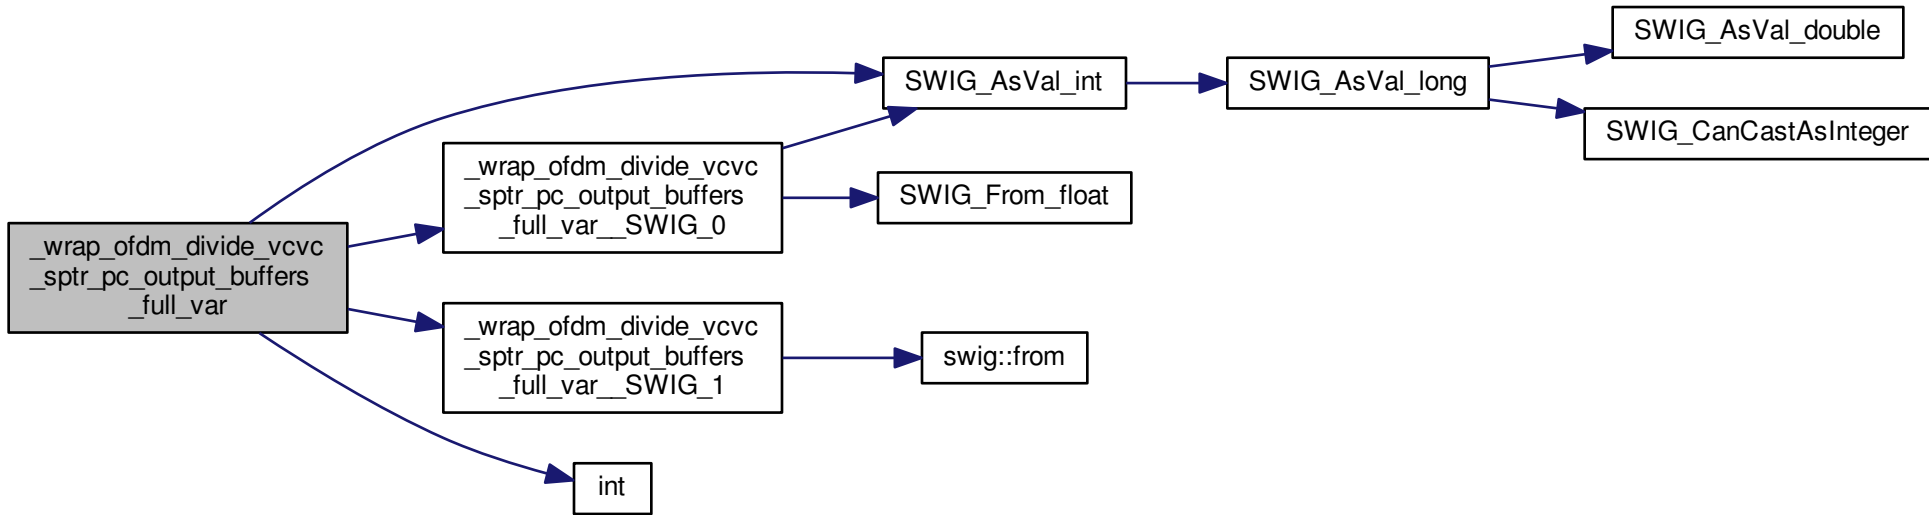 _wrap_ofdm_divide_vcvc
_sptr_pc_output_buffers
_full_var
_wrap_ofdm_divide_vcvc
_sptr_pc_output_buffers
_full_var__SWIG_0
_wrap_ofdm_divide_vcvc
_sptr_pc_output_buffers
_full_var__SWIG_1
int
SWIG_AsVal_int
SWIG_From_float
swig::from
SWIG_AsVal_long
SWIG_AsVal_double
SWIG_CanCastAsInteger